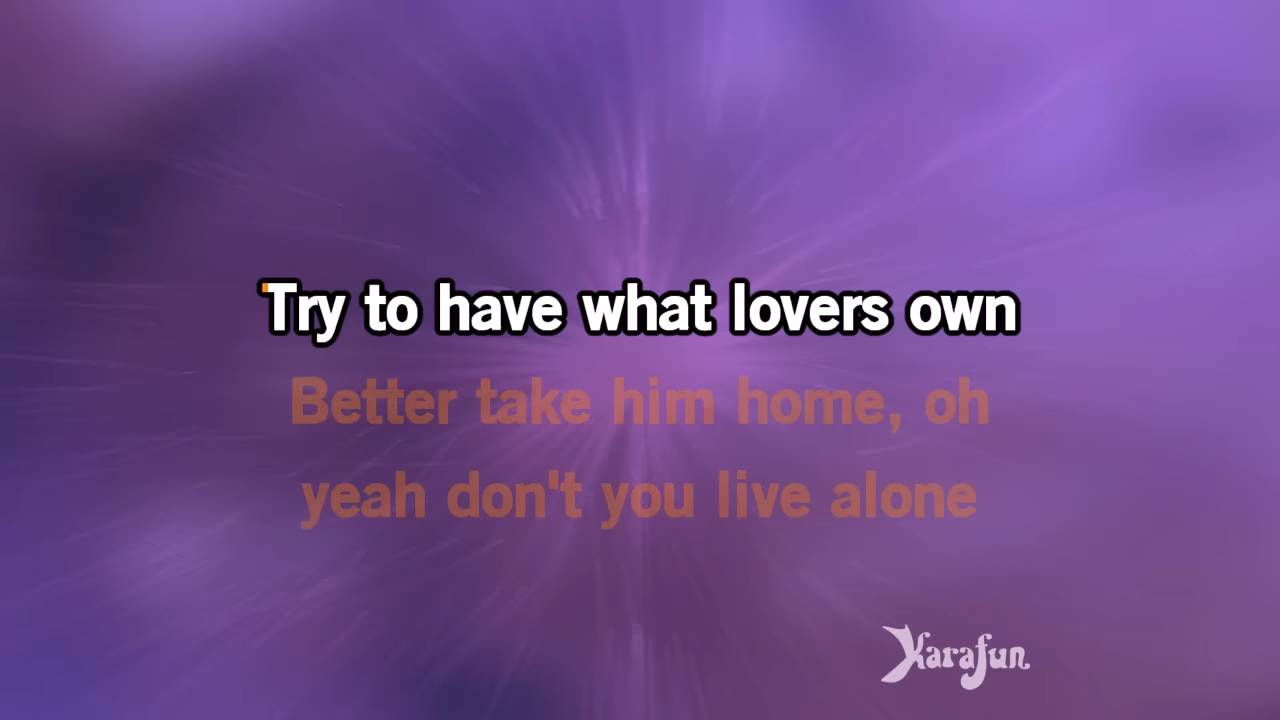 Try to have what lovers own
Better take him home, oh
yeah don't you live alone
Karafun